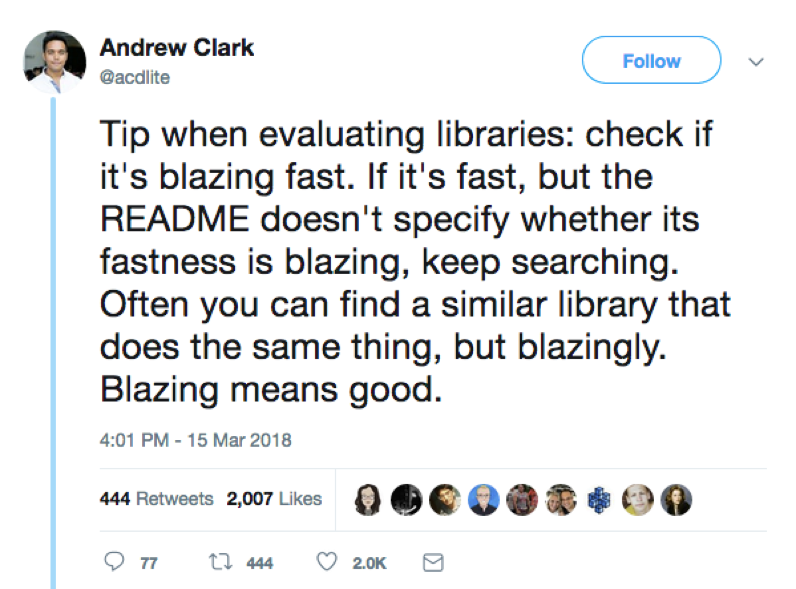 Andrew Clark
@acdlite
Follow
Tip when evaluating libraries: check if
it's blazing fast. If it's fast, but the
README doesn't specify whether its
fastness is blazing, keep searching.
Often you can find a similar library that
does the same thing, but blazingly.
Blazing means good.
4:01 PM - 15 Mar 2018
444 Retweets 2,007 Likes
77 444 2.0K